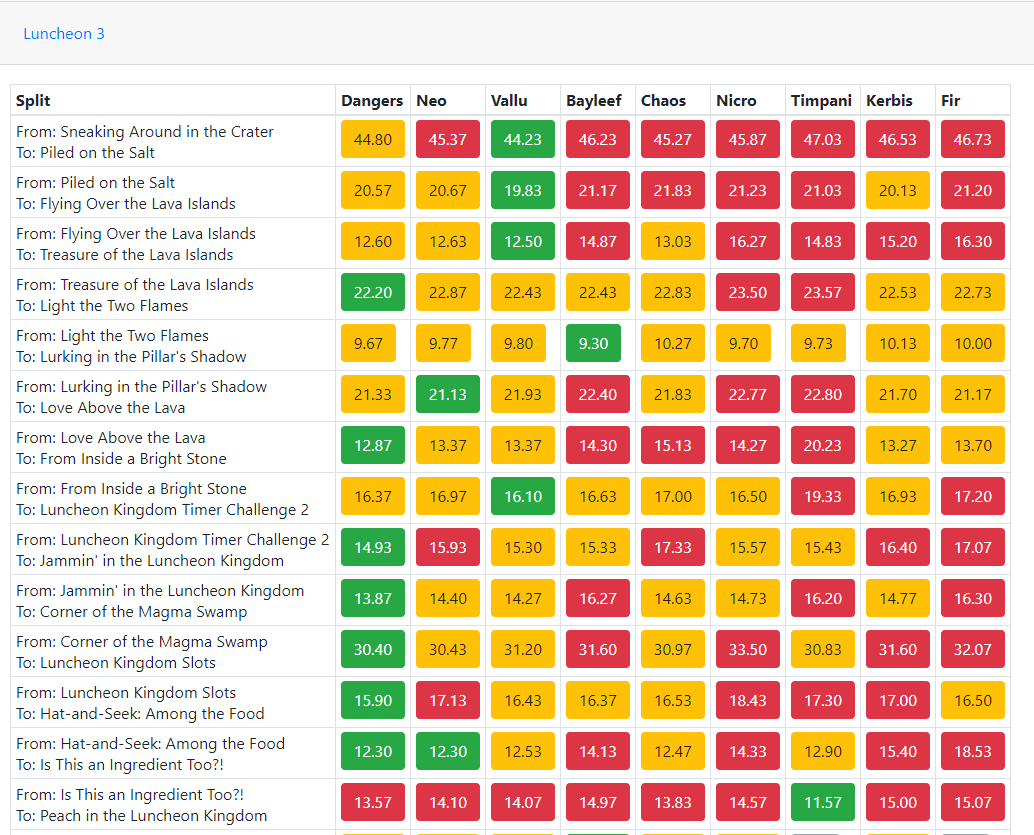 Luncheon 3
Split Dangers Neo Vallu Bayleef Chaos Nicro Timpani Kerbis Fir
From: Sneaking Around in the Crater
To: Piled on the Salt
44.80 45.37 44.23 46.23 45.27 45.87 47.03 46.53 46.73
From: Piled on the Salt
To: Flying Over the Lava Islands
20.57 20.67 19.83 21.17 21.83 21.23 21.03 20.13 21.20
From: Flying Over the Lava Islands
To: Treasure of the Lava Islands
12.60 12.63 12.50 14.87 13.03 16.27 14.83 15.20 16.30
From: Treasure of the Lava Islands
To: Light the Two Flames
22.20 22.87 22.43 22.43 22.83 23.50 23.57 22.53 22.73
From: Light the Two Flames
To: Lurking in the Pillar's Shadow
9.67 9.77 9.80 9.30 10.27 9.70 9.73 10.13 10.00
From: Lurking in the Pillar's Shadow
To: Love Above the Lava
21.33 21.13 21.93 22.40 21.83 22.77 22.80 21.70 21.17
From: Love Above the Lava
To: From Inside a Bright Stone
12.87 13.37 13.37 14.30 15.13 14.27 20.23 13.27 13.70
From: From Inside a Bright Stone
To: Luncheon Kingdom Timer Challenge 2
16.37 16.97 16.10 16.63 17.00 16.50 19.33 16.93 17.20
From: Luncheon Kingdom Timer Challenge 2
To: Jammin' in the Luncheon Kingdom
14.93 15.93 15.30 15.33 17.33 15.57 15.43 16.40 17.07
From: Jammin' in the Luncheon Kingdom
To: Corner of the Magma Swamp
13.87 14.40 14.27 16.27 14.63 14.73 16.20 14.77 16.30
From: Corner of the Magma Swamp
To: Luncheon Kingdom Slots
30.40 30.43 31.20 31.60 30.97 33.50 30.83 31.60 32.07
From: Luncheon Kingdom Slots
To: Hat-and-Seek: Among the Food
15.90 17.13 16.43 16.37 16.53 18.43 17.30 17.00 16.50
From: Hat-and-Seek: Among the Food
To: Is This an Ingredient Too?!
12.30 12.30 12.53 14.13 12.47 14.33 12.90 15.40 18.53
From: Is This an Ingredient Too?!
To: Peach in the Luncheon Kingdom
13.57 14.10 14.07 14.97 13.83 14.57 11.57 15.00 15.07